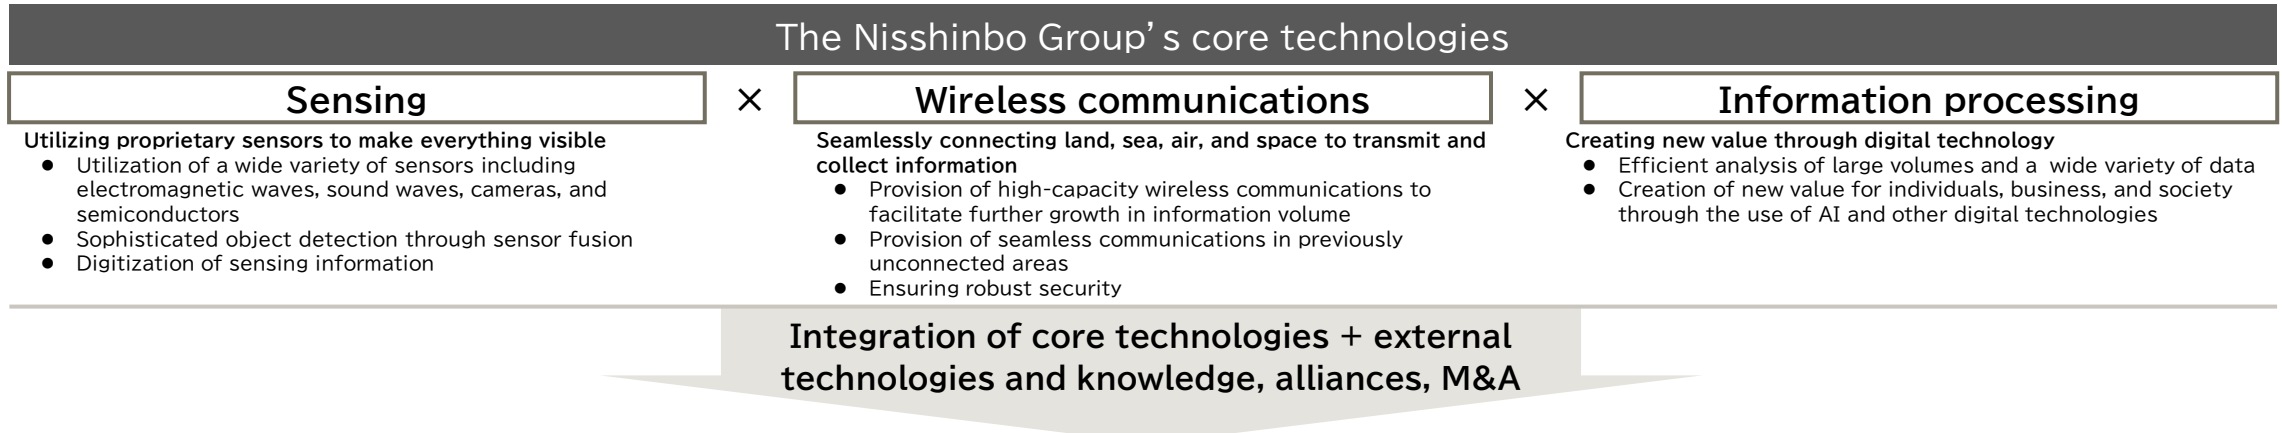 The Nisshinbo Group’s core technologies
Sensing
×
Wireless communications
×
Information processing
Utilizing proprietary sensors to make everything visible
● Utilization of a wide variety of sensors including
electromagnetic waves, sound waves, cameras, and
semiconductors
● Sophisticated object detection through sensor fusion
● Digitization of sensing information
Seamlessly connecting land, sea, air, and space to transmit and
collect information
● Provision of high-capacity wireless communications to
facilitate further growth in information volume
● Provision of seamless communications in previously
unconnected areas
● Ensuring robust security
Creating new value through digital technology
● Efficient analysis of large volumes and a wide variety of data
● Creation of new value for individuals, business, and society
through the use of AI and other digital technologies
Integration of core technologies + external
technologies and knowledge, alliances, M&A